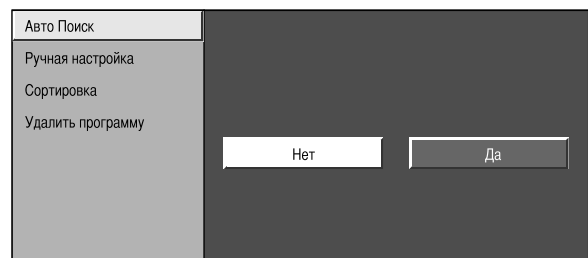 Авто Поиск
Ручная настройка
Сортировка
Удалить программу
Нет
Да